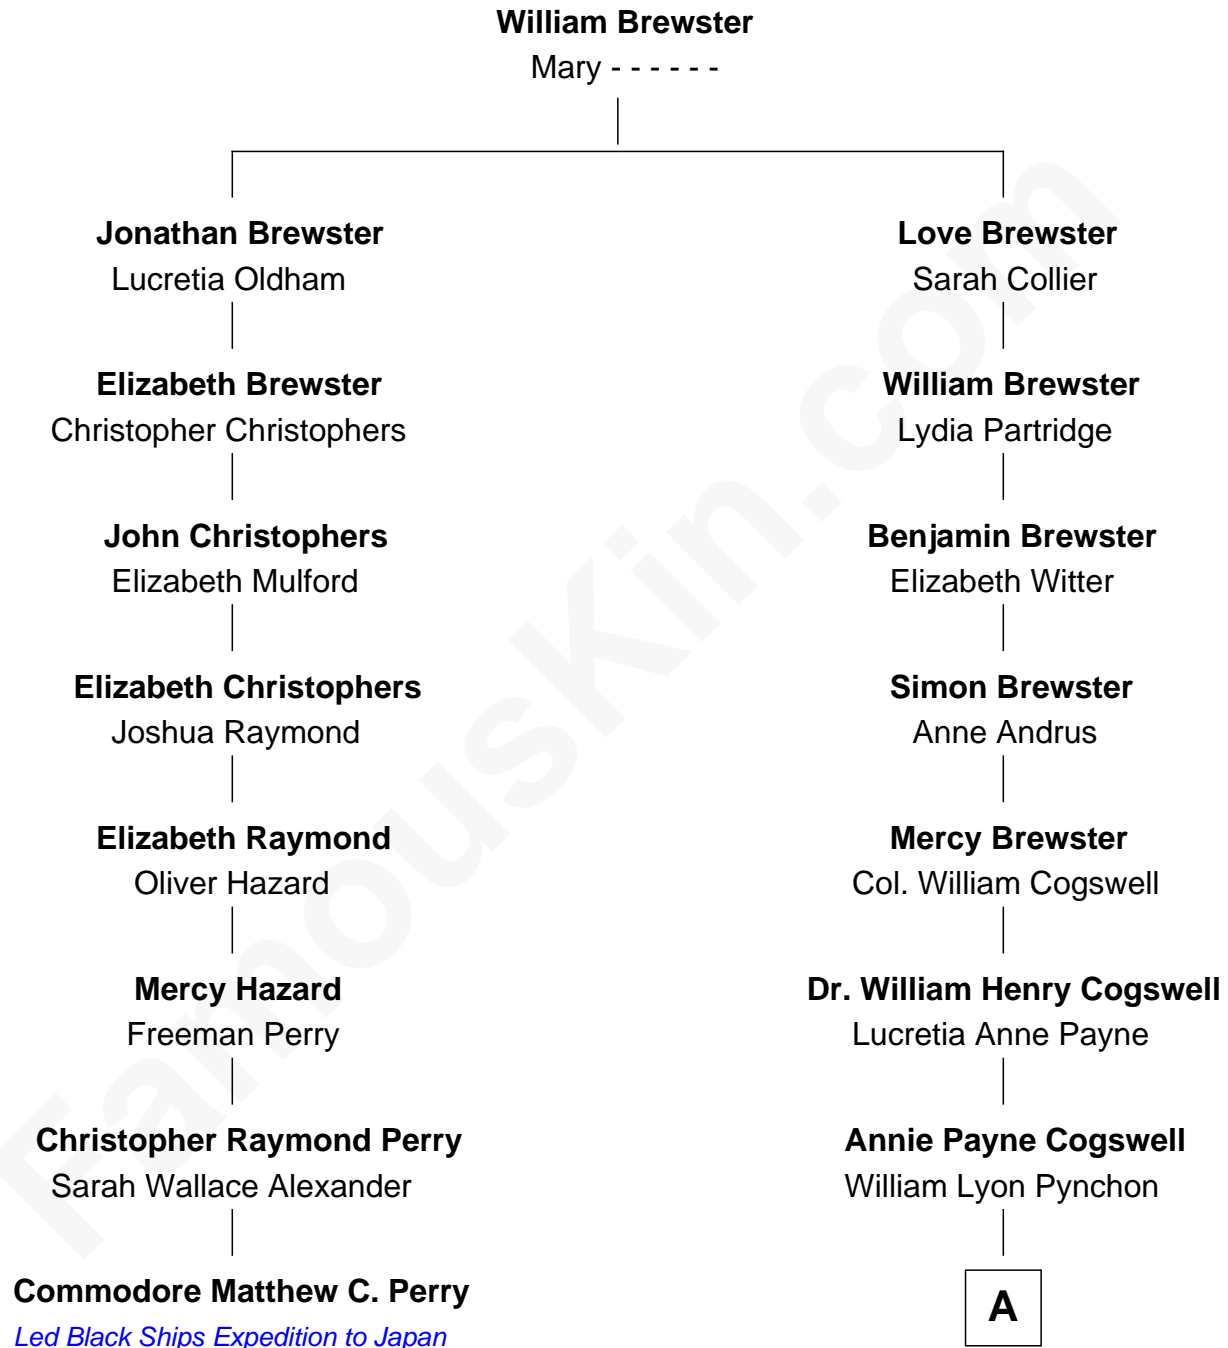 William Brewster
Mary - - - - - -
Jonathan Brewster
Lucretia Oldham
Love Brewster
Sarah Collier
Elizabeth Brewster
Christopher Christophers
William Brewster
Lydia Partridge
John Christophers
Elizabeth Mulford
Benjamin Brewster
Elizabeth Witter
Elizabeth Christophers
Joshua Raymond
Simon Brewster
Anne Andrus
Elizabeth Raymond
Oliver Hazard
Mercy Brewster
Col. William Cogswell
Mercy Hazard
Freeman Perry
Dr. William Henry Cogswell
Lucretia Anne Payne
Christopher Raymond Perry
Sarah Wallace Alexander
Annie Payne Cogswell
William Lyon Pynchon
Commodore Matthew C. Perry
Led Black Ships Expedition to Japan
A
FamousKin.com